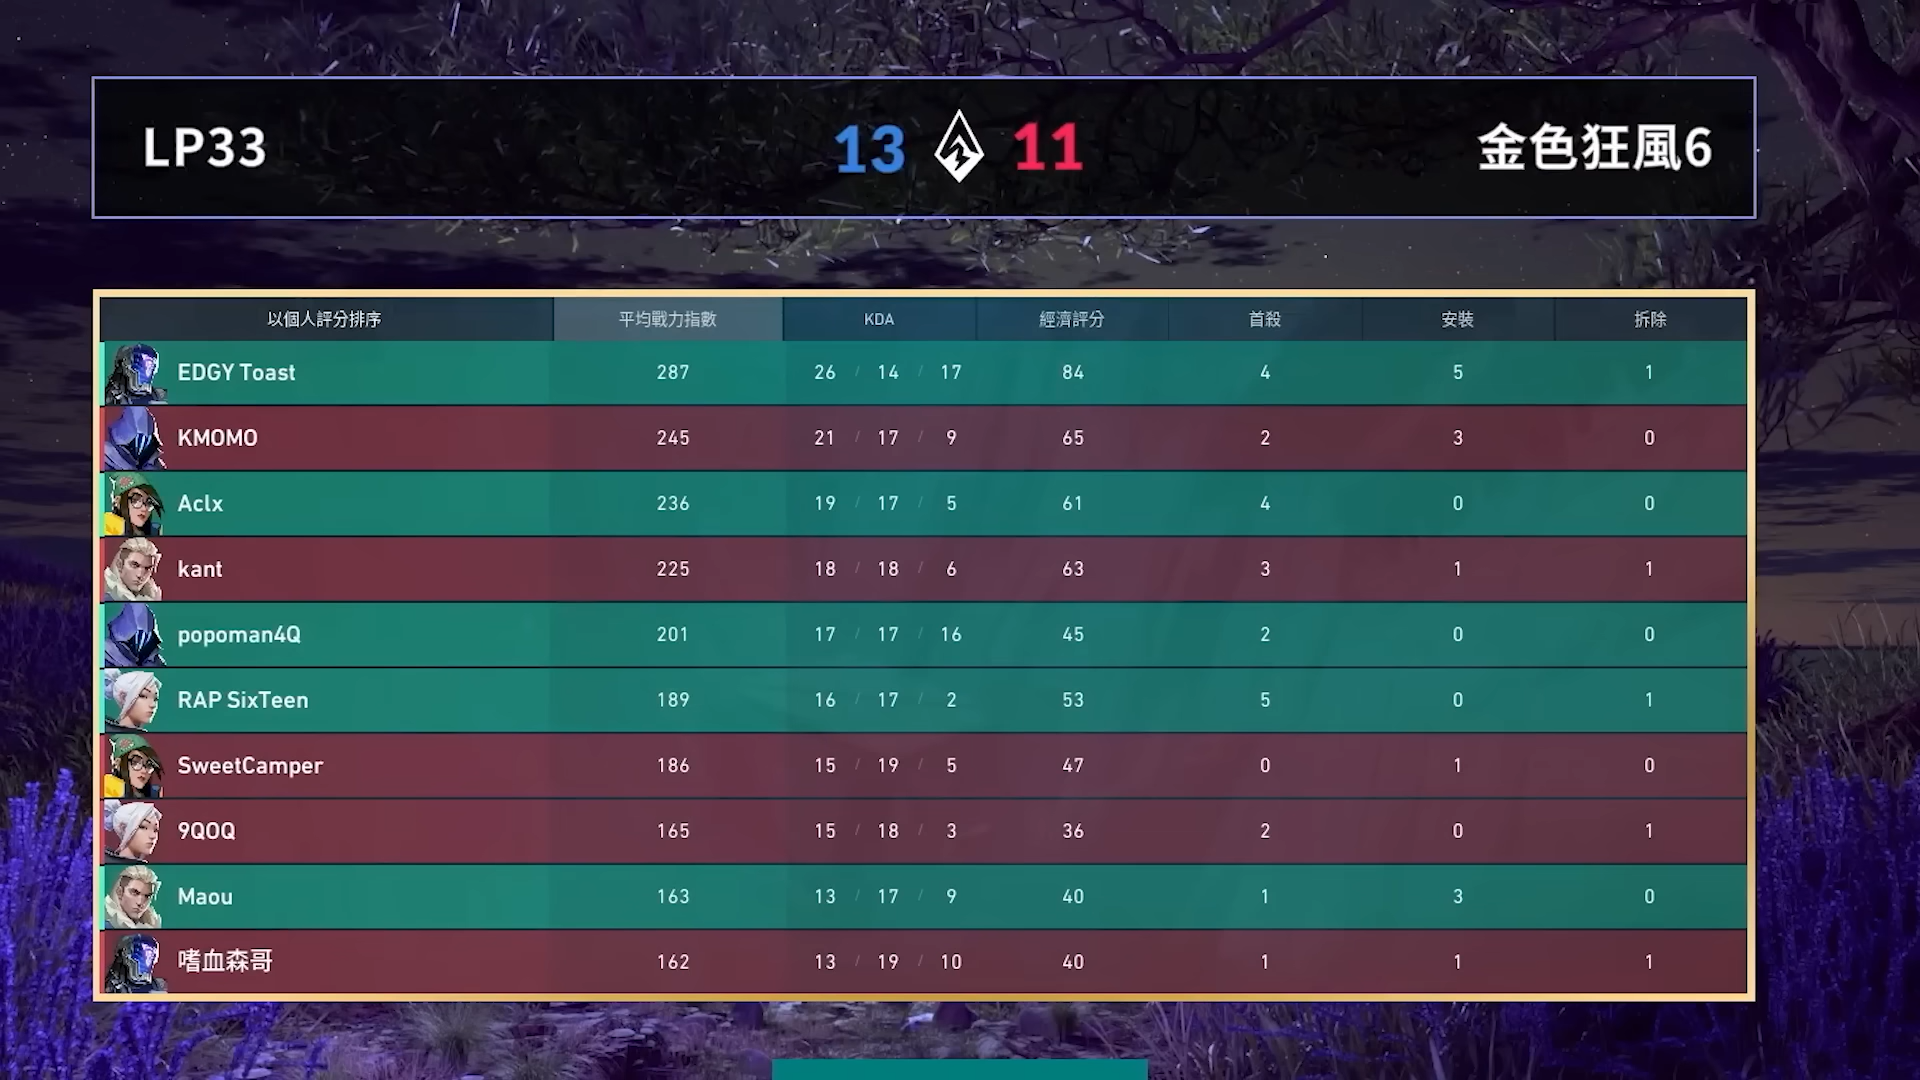 LP33 13 11 金色狂風6
以個人評分排序 平均戰力指數 KDA 經濟評分 首殺 安裝 拆除
EDGY Toast 287 26 / 14 / 17 84 4 5 1
KMOMO 245 21 / 17 / 9 65 2 3 0
Aclx 236 19 / 17 / 5 61 4 0 0
kant 225 18 / 18 / 6 63 3 1 1
popoman4Q 201 17 / 17 / 16 45 2 0 0
RAP SixTeen 189 16 / 17 / 2 53 5 0 1
SweetCamper 186 15 / 19 / 5 47 0 1 0
9QOQ 165 15 / 18 / 3 36 2 0 1
Maou 163 13 / 17 / 9 40 1 3 0
嗜血森哥 162 13 / 19 / 10 40 1 1 1